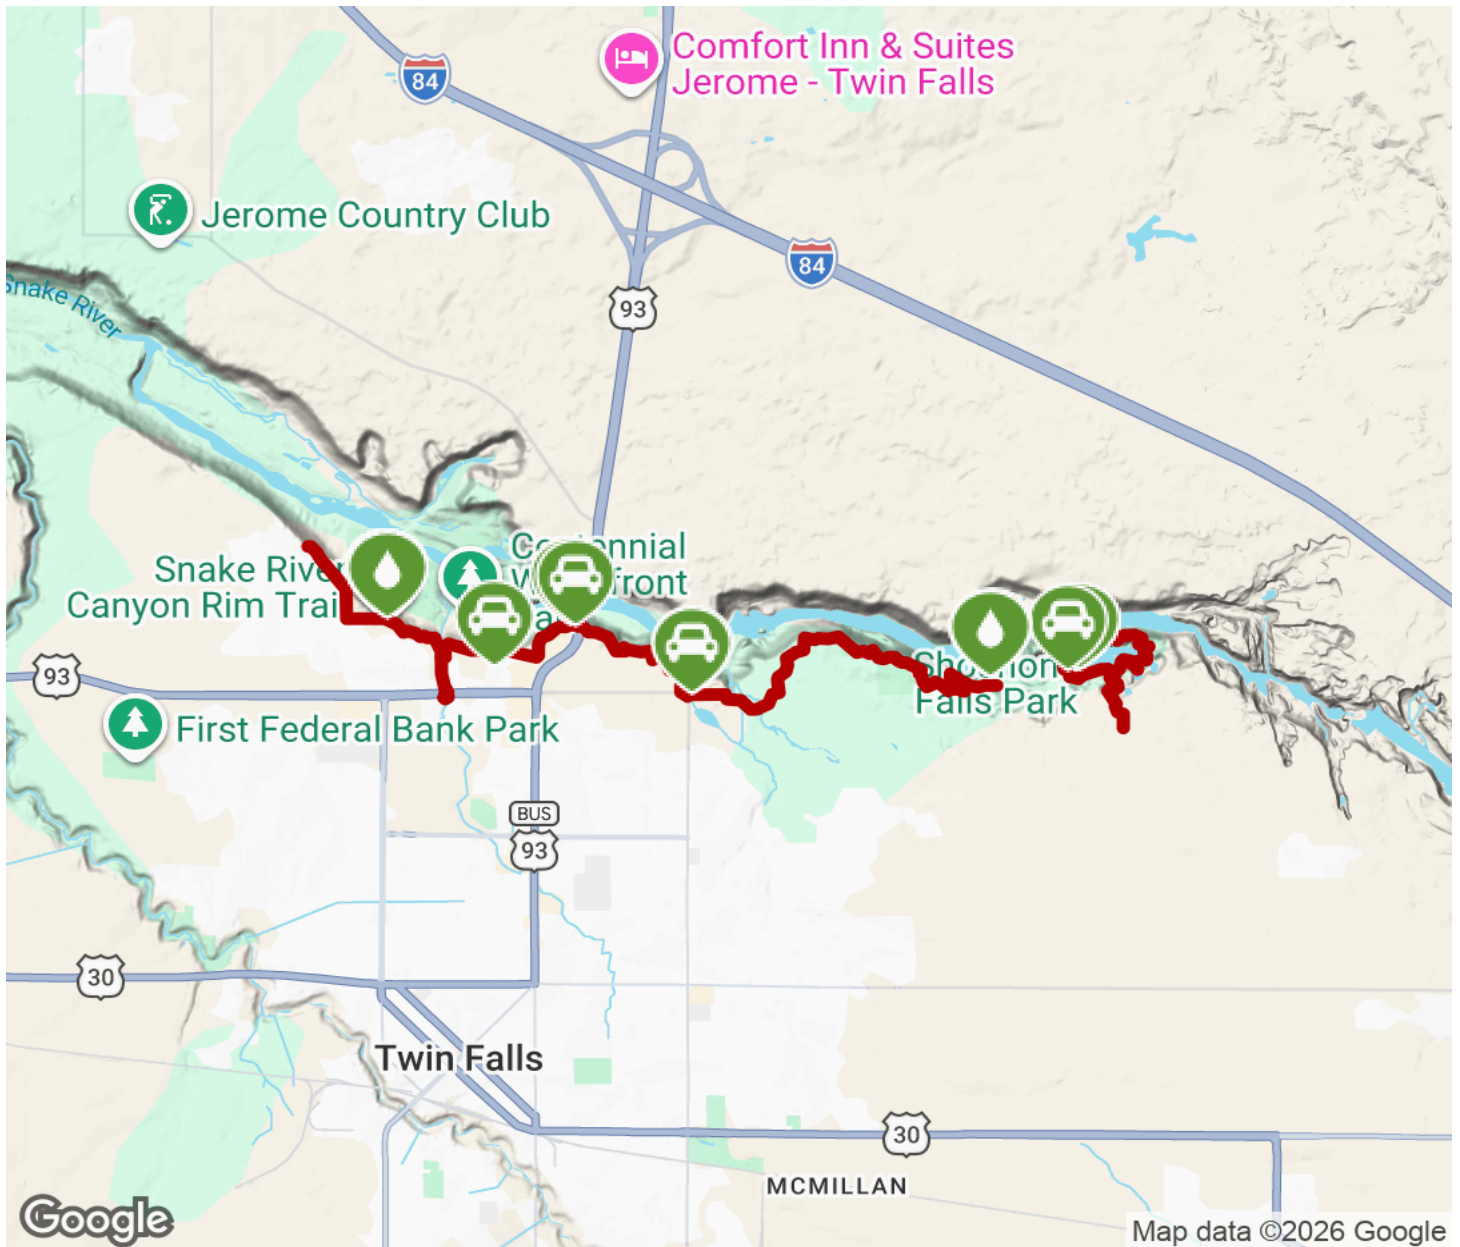 Comfort Inn & Suites
Jerome - Twin Falls
84
Jerome Country Club
84
93
Snake River
Snake River
Canyon Rim Trail
Centennial
93
Shoshone
Falls Park
First Federal Bank Park
BUS
93
30
Twin Falls
30
MCMILLAN
Google
Map data ©2026 Google